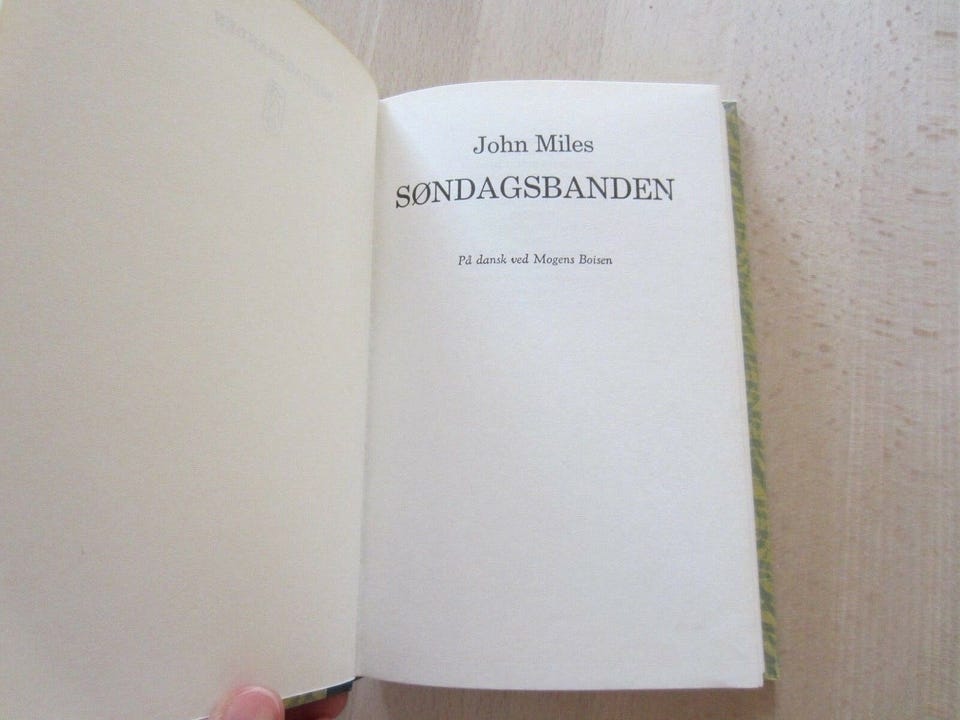 John Miles
SØNDAGSBANDEN
På dansk ved Mogens Boisen